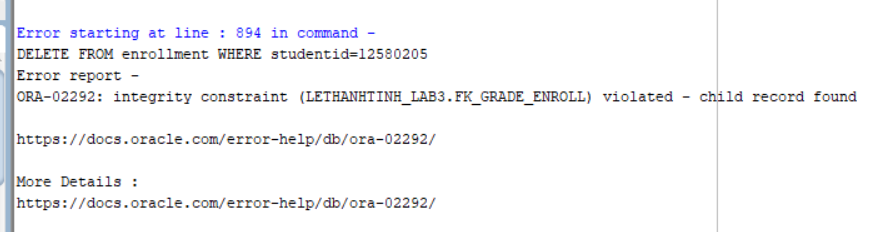 Error starting at line : 894 in command -
DELETE FROM enrollment WHERE studentid=12580205
Error report -
ORA-02292: integrity constraint (LETHANHTINH_LAB3.FK_GRADE_ENROLL) violated - child record found
https://docs.oracle.com/error-help/db/ora-02292/
More Details :
https://docs.oracle.com/error-help/db/ora-02292/